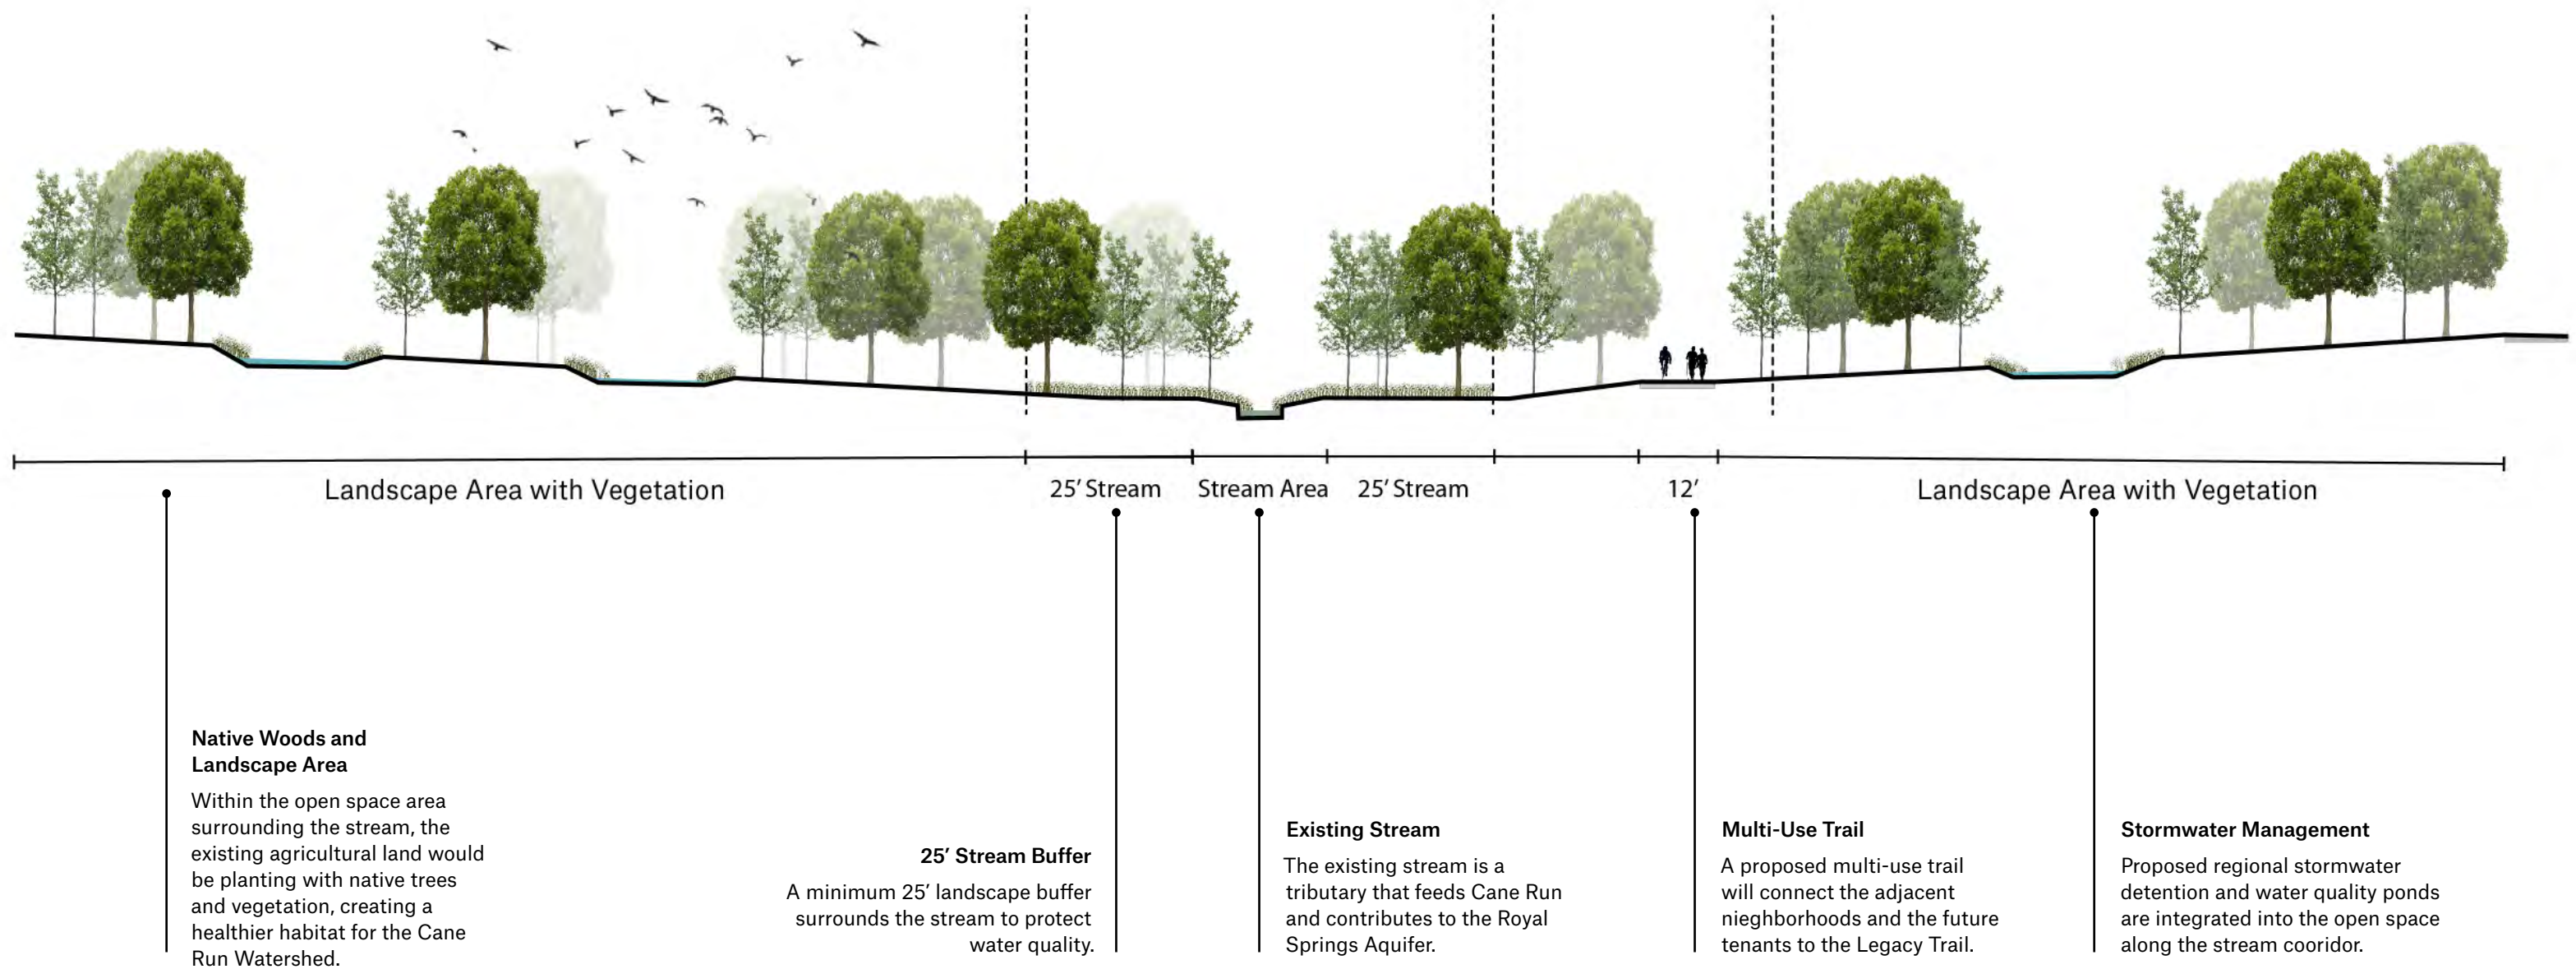 Landscape Area with Vegetation
25′ Stream
Stream Area
25′ Stream
12′
Landscape Area with Vegetation
Native Woods and
Landscape Area
Within the open space area
surrounding the stream, the
existing agricultural land would
be planting with native trees
and vegetation, creating a
healthier habitat for the Cane
Run Watershed.
25′ Stream Buffer
A minimum 25′ landscape buffer
surrounds the stream to protect
water quality.
Existing Stream
The existing stream is a
tributary that feeds Cane Run
and contributes to the Royal
Springs Aquifer.
Multi-Use Trail
A proposed multi-use trail
will connect the adjacent
nieghborhoods and the future
tenants to the Legacy Trail.
Stormwater Management
Proposed regional stormwater
detention and water quality ponds
are integrated into the open space
along the stream cooridor.